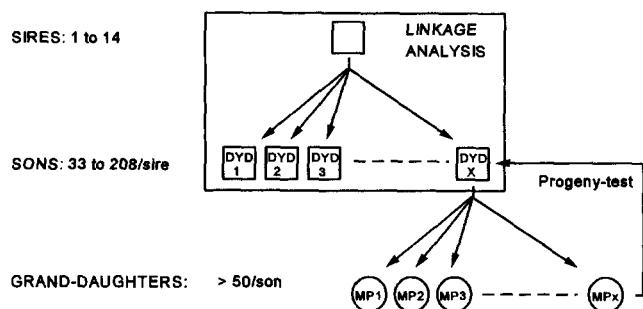 SIRES: 1 to 14
LINKAGE
ANALYSIS
SONS: 33 to 208/sire
DYD
1
DYD
2
DYD
3
DYD
X
Progeny-test
GRAND-DAUGHTERS: > 50/son
MP1
MP2
MP3
MPx